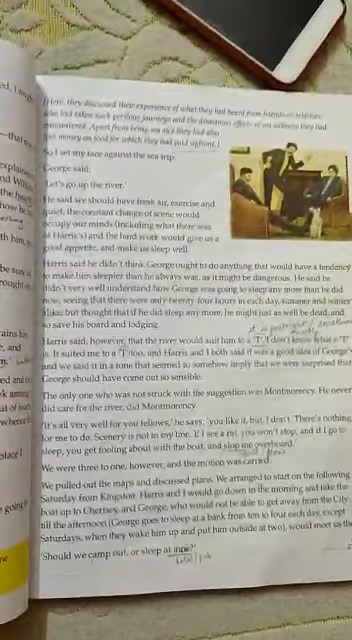 [Here, they discussed their experience of what they had heard from friends or relatives
who had taken such perilous journeys and the disastrous effects of sea sickness they had
encountered. Apart from being sea sick they had also
put money on food for which they had paid upfront.]
So I set my face against the sea trip.
George said:
'Let's go up the river.'
He said we should have fresh air, exercise and
quiet; the constant change of scene would
occupy our minds (including what there was
of Harris's) and the hard work would give us a
good appetite, and make us sleep well.
Harris said he didn't think George ought to do anything that would have a tendency
to make him sleepier than he always was, as it might be dangerous. He said he
didn't very well understand how George was going to sleep any more than he did
now, seeing that there were only twenty-four hours in each day, summer and winter
alike; but thought that if he did sleep any more, he might just as well be dead, and
so save his board and lodging.
Harris said, however, that the river would suit him to a 'T'. I don't know what a 'T'
is. It suited me to a 'T' too, and Harris and I both said it was a good idea of George's
and we said it in a tone that seemed to somehow imply that we were surprised that
George should have come out so sensible.
The only one who was not struck with the suggestion was Montmorency. He never
did care for the river, did Montmorency.
'It's all very well for you fellows,' he says, 'you like it, but I don't. There's nothing
for me to do. Scenery is not in my line. If I see a rat, you won't stop, and if I go to
sleep, you get fooling about with the boat, and slop me overboard.'
We were three to one, however, and the motion was carried.
We pulled out the maps and discussed plans. We arranged to start on the following
Saturday from Kingston. Harris and I would go down in the morning and take the
boat up to Chertsey, and George, who would not be able to get away from the City
till the afternoon (George goes to sleep at a bank from ten to four each day, except
Saturdays, when they wake him up and put him outside at two), would meet us the
'Should we camp out, or sleep at inns?'